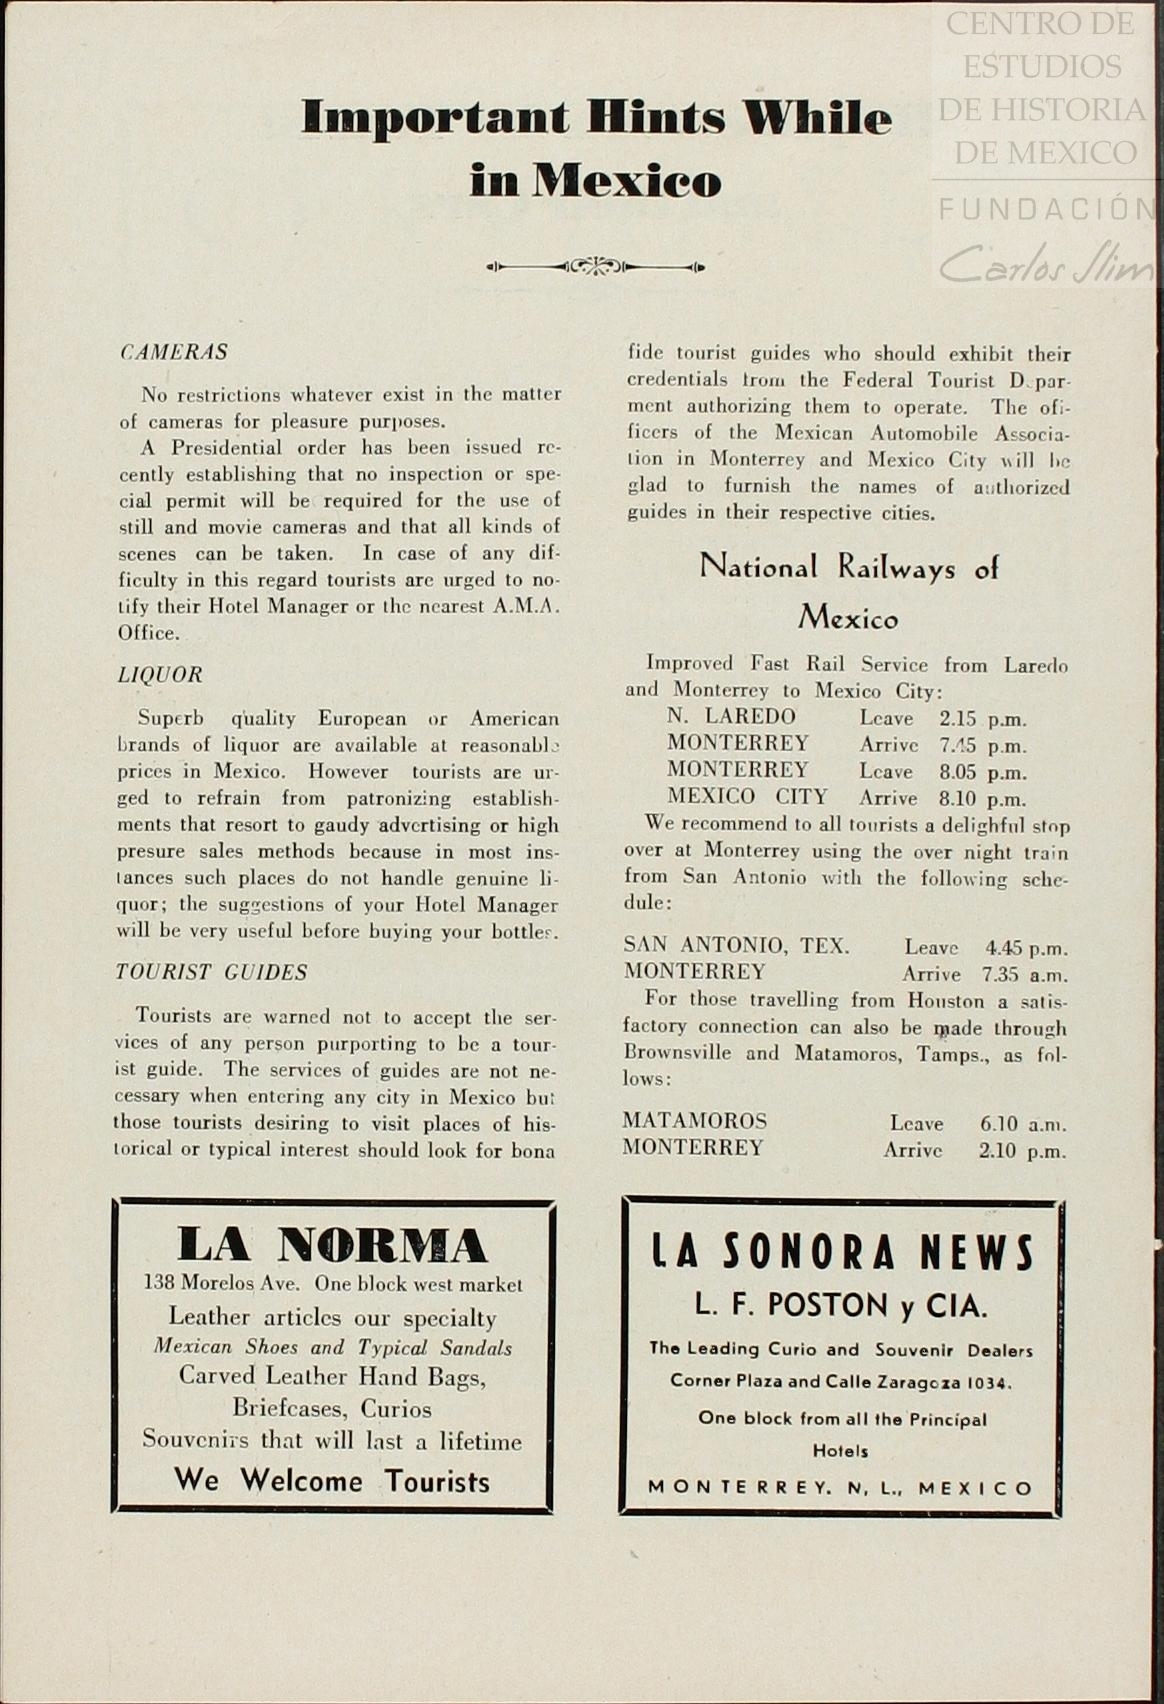 CENTRO DE
ESTUDIOS
DE HISTORIA
DE MEXICO
FUNDACIÓN
Carlos Slim
Important Hints While
in Mexico
CAMERAS
No restrictions whatever exist in the matter
of cameras for pleasure purposes.
A Presidential order has been issued re-
cently establishing that no inspection or spe-
cial permit will be required for the use of
still and movie cameras and that all kinds of
scenes can be taken. In case of any dif-
ficulty in this regard tourists are urged to no-
tify their Hotel Manager or the nearest A.M.A.
Office.
LIQUOR
Superb quality European or American
brands of liquor are available at reasonable
prices in Mexico. However tourists are ur-
ged to refrain from patronizing establish-
ments that resort to gaudy advertising or high
presure sales methods because in most ins-
tances such places do not handle genuine li-
quor; the suggestions of your Hotel Manager
will be very useful before buying your bottles.
TOURIST GUIDES
Tourists are warned not to accept the ser-
vices of any person purporting to be a tour-
ist guide. The services of guides are not ne-
cessary when entering any city in Mexico but
those tourists desiring to visit places of his-
torical or typical interest should look for bona
fide tourist guides who should exhibit their
credentials from the Federal Tourist Depar-
ment authorizing them to operate. The ofi-
ficers of the Mexican Automobile Associa-
tion in Monterrey and Mexico City will be
glad to furnish the names of authorized
guides in their respective cities.
National Railways of
Mexico
Improved Fast Rail Service from Laredo
and Monterrey to Mexico City:
N. LAREDO Leave 2.15 p.m.
MONTERREY Arrive 7.45 p.m.
MONTERREY Leave 8.05 p.m.
MEXICO CITY Arrive 8.10 p.m.
We recommend to all tourists a delighful stop
over at Monterrey using the over night train
from San Antonio with the following sche-
dule:
SAN ANTONIO, TEX. Leave 4.45 p.m.
MONTERREY Arrive 7.35 a.m.
For those travelling from Houston a satis-
factory connection can also be made through
Brownsville and Matamoros, Tamps., as fol-
lows:
MATAMOROS Leave 6.10 a.m.
MONTERREY Arrive 2.10 p.m.
LA NORMA
138 Morelos Ave. One block west market
Leather articles our specialty
Mexican Shoes and Typical Sandals
Carved Leather Hand Bags,
Briefcases, Curios
Souvenirs that will last a lifetime
We Welcome Tourists
LA SONORA NEWS
L. F. POSTON y CIA.
The Leading Curio and Souvenir Dealers
Corner Plaza and Calle Zaragoza 1034.
One block from all the Principal
Hotels
MONTERREY. N, L., MEXICO